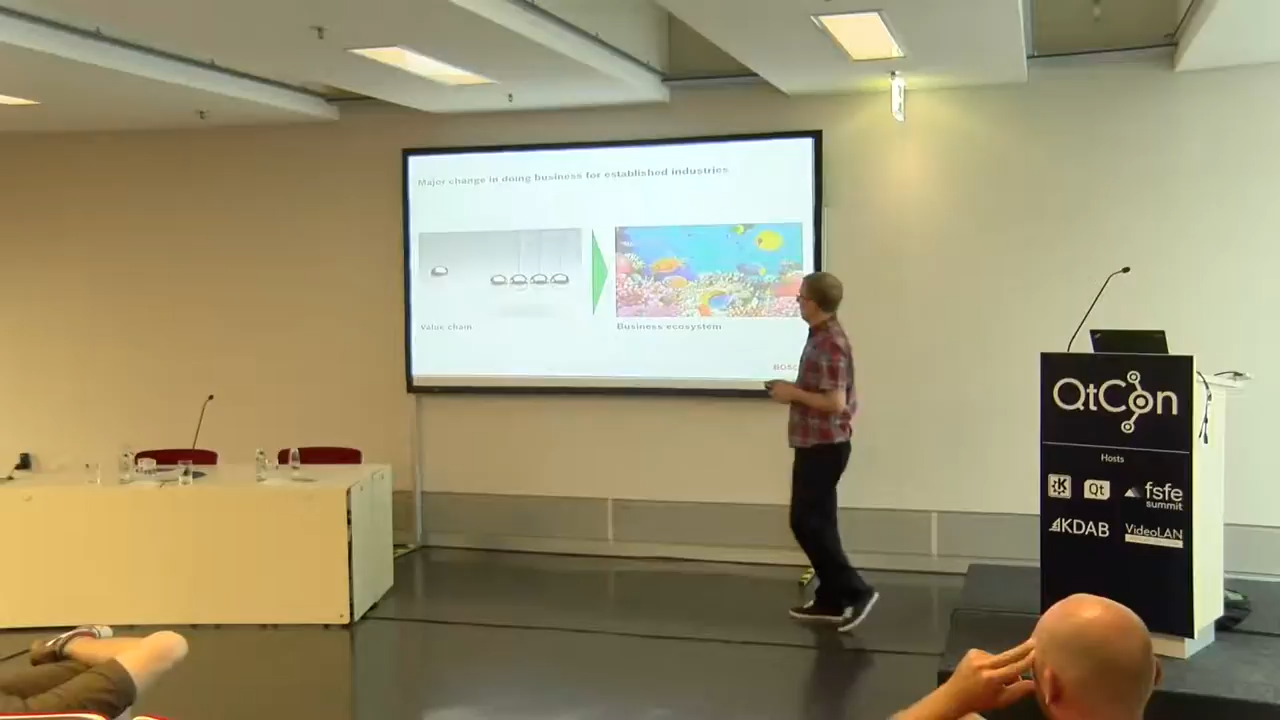 Major change in doing business for established industries
Value chain
Business ecosystem
QtCon
Hosts
Qt
fsfe
summit
KDAB
VideoLAN